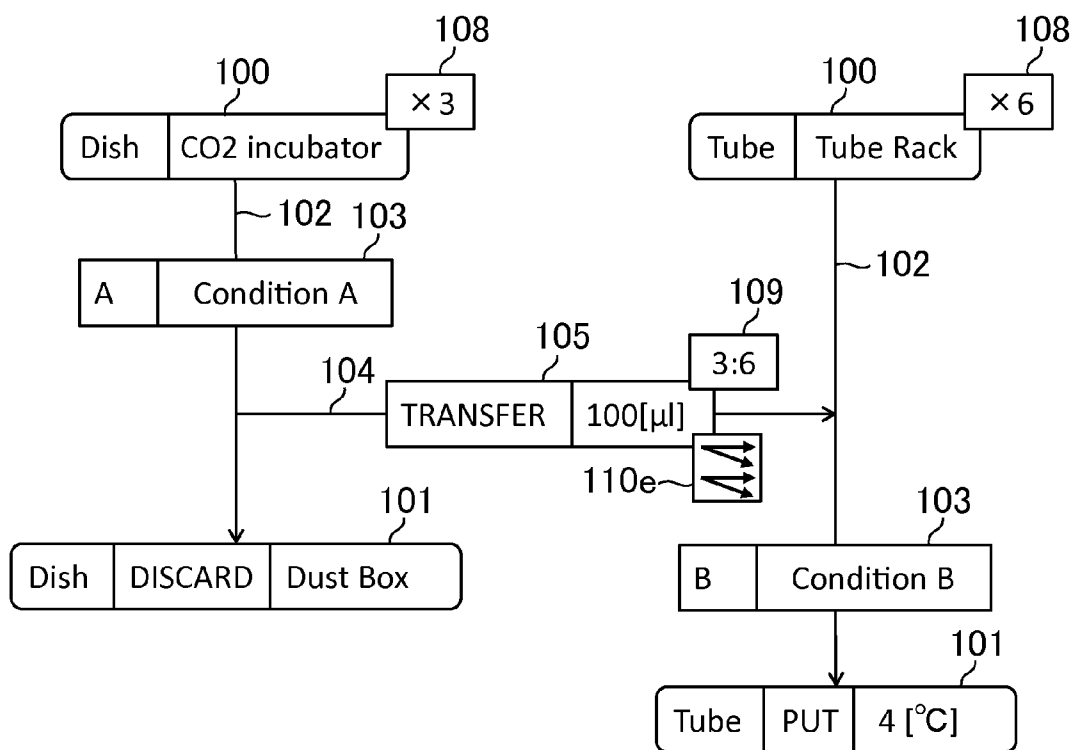 108
108
100
100
× 3
× 6
Dish CO2 incubator
Tube Tube Rack
102
103
102
A Condition A
109
105
3:6
104
TRANSFER 100[µl]
110e
101
103
Dish DISCARD Dust Box
B Condition B
101
Tube PUT 4 [℃]